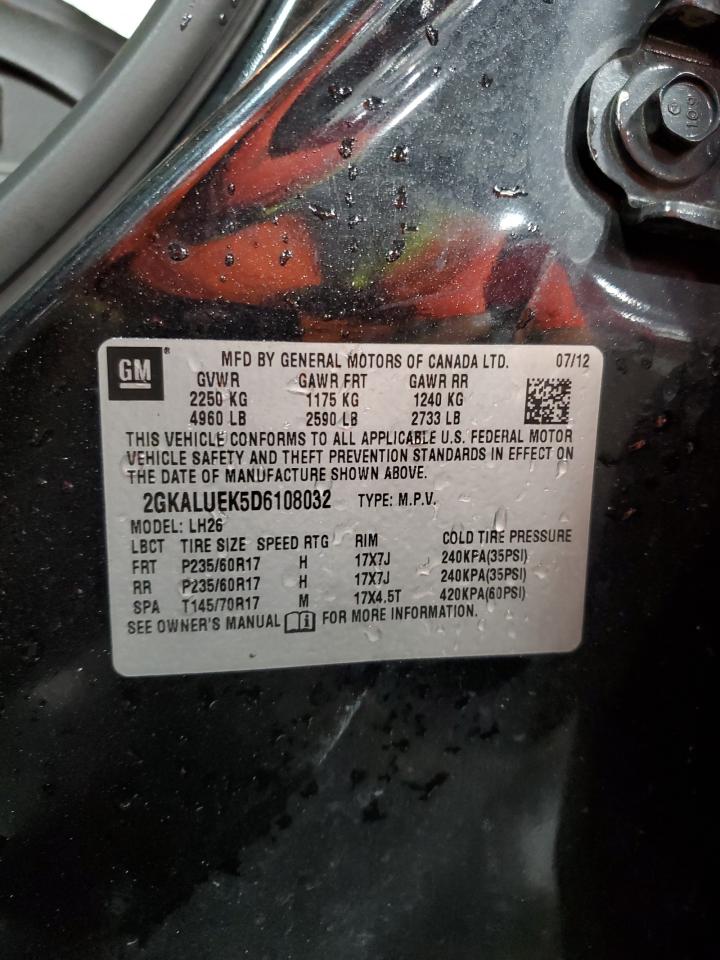 109
GM ® MFD BY GENERAL MOTORS OF CANADA LTD. 07/12
GVWR GAWR FRT GAWR RR
2250 KG 1175 KG 1240 KG
4960 LB 2590 LB 2733 LB
THIS VEHICLE CONFORMS TO ALL APPLICABLE U.S. FEDERAL MOTOR
VEHICLE SAFETY AND THEFT PREVENTION STANDARDS IN EFFECT ON
THE DATE OF MANUFACTURE SHOWN ABOVE.
2GKALUEK5D6108032 TYPE: M.P.V.
MODEL: LH26
LBCT TIRE SIZE SPEED RTG RIM COLD TIRE PRESSURE
FRT P235/60R17 H 17X7J 240KPA(35PSI)
RR P235/60R17 H 17X7J 240KPA(35PSI)
SPA T145/70R17 M 17X4.5T 420KPA(60PSI)
SEE OWNER'S MANUAL FOR MORE INFORMATION.